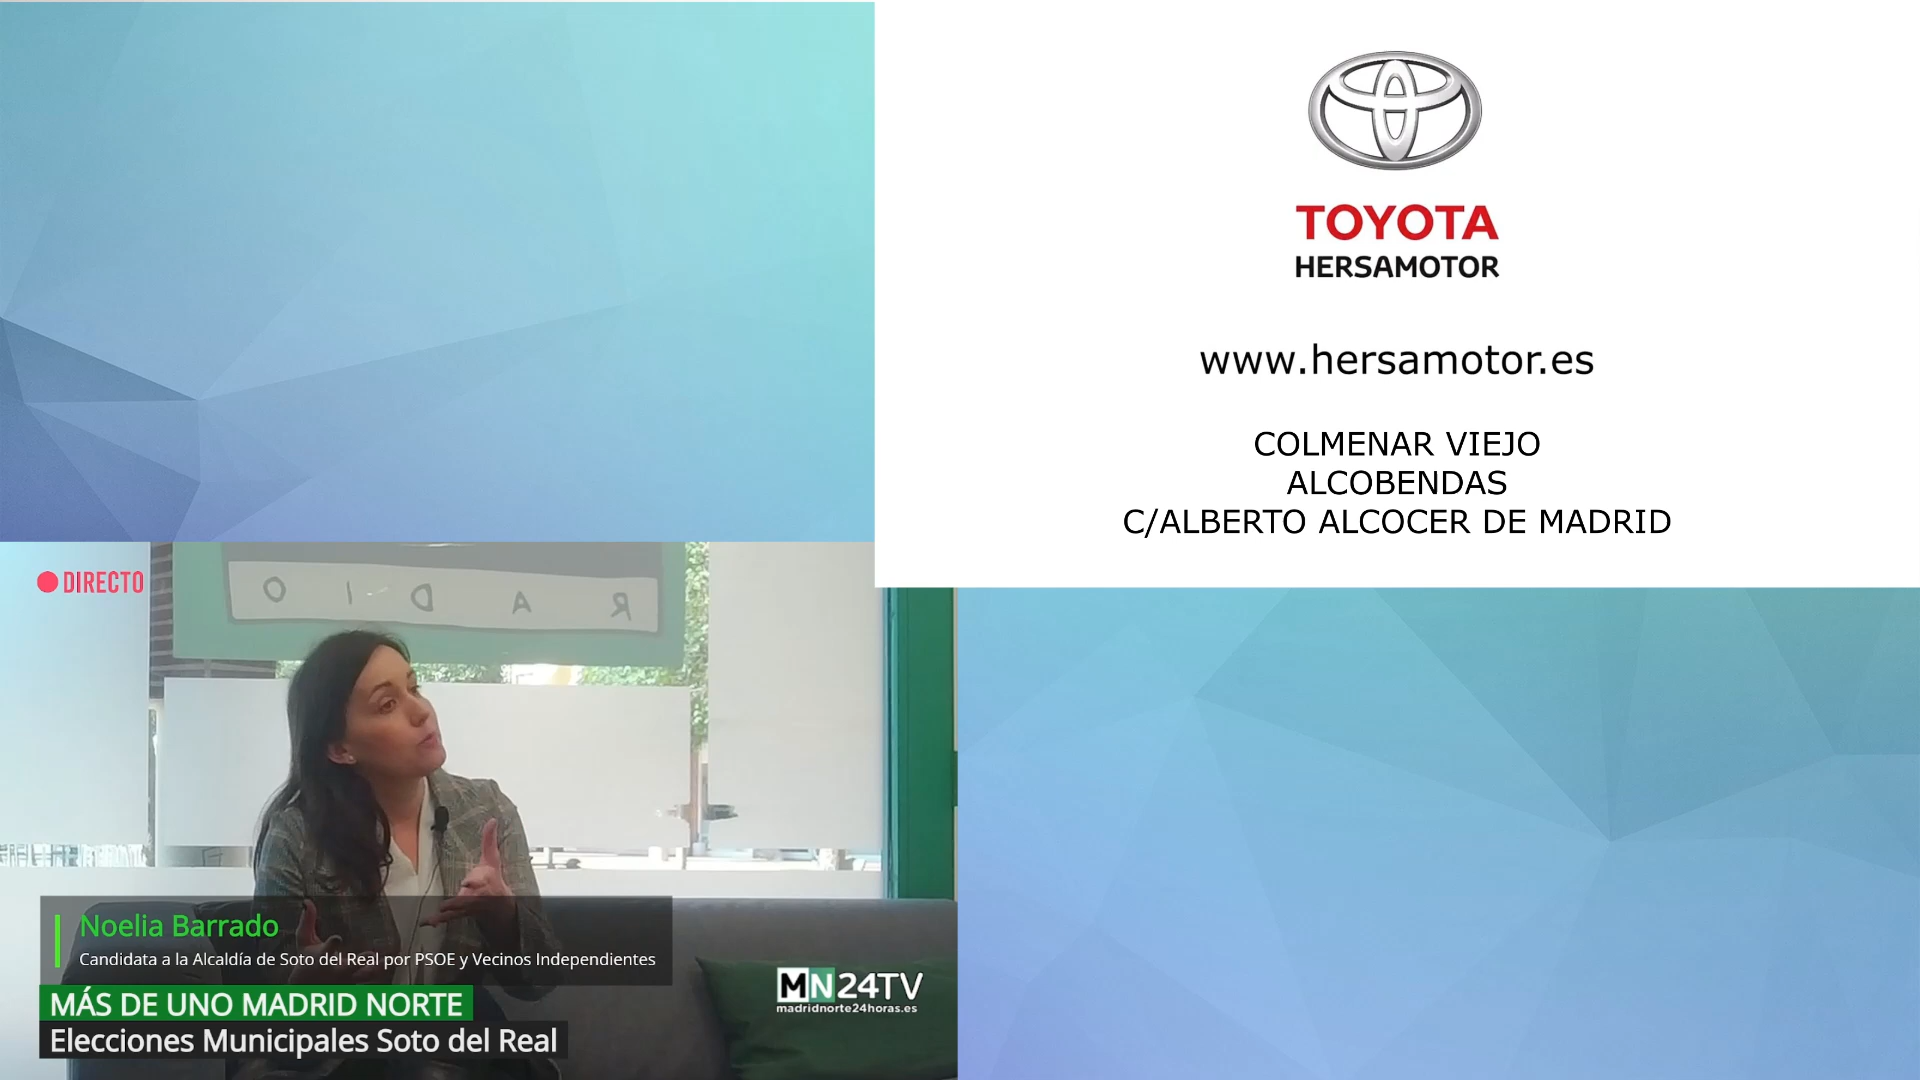 TOYOTA
HERSAMOTOR
www.hersamotor.es
COLMENAR VIEJO
ALCOBENDAS
C/ALBERTO ALCOCER DE MADRID
DIRECTO
RADIO
Noelia Barrado
Candidata a la Alcaldía de Soto del Real por PSOE y Vecinos Independientes
MN24TV
madridnorte24horas.es
MÁS DE UNO MADRID NORTE
Elecciones Municipales Soto del Real